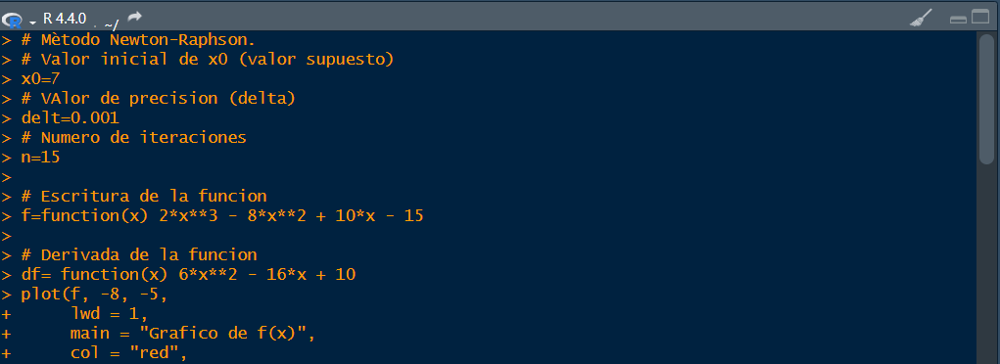 R 4.4.0 . ~/
> # Mètodo Newton-Raphson.
> # Valor inicial de x0 (valor supuesto)
> x0=7
> # VAlor de precision (delta)
> delt=0.001
> # Numero de iteraciones
> n=15
>
> # Escritura de la funcion
> f=function(x) 2*x**3 - 8*x**2 + 10*x - 15
>
> # Derivada de la funcion
> df= function(x) 6*x**2 - 16*x + 10
> plot(f, -8, -5,
+      lwd = 1,
+      main = "Grafico de f(x)",
+      col = "red",